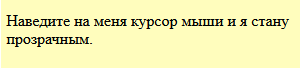 Наведите на меня курсор мыши и я стану
прозрачным.